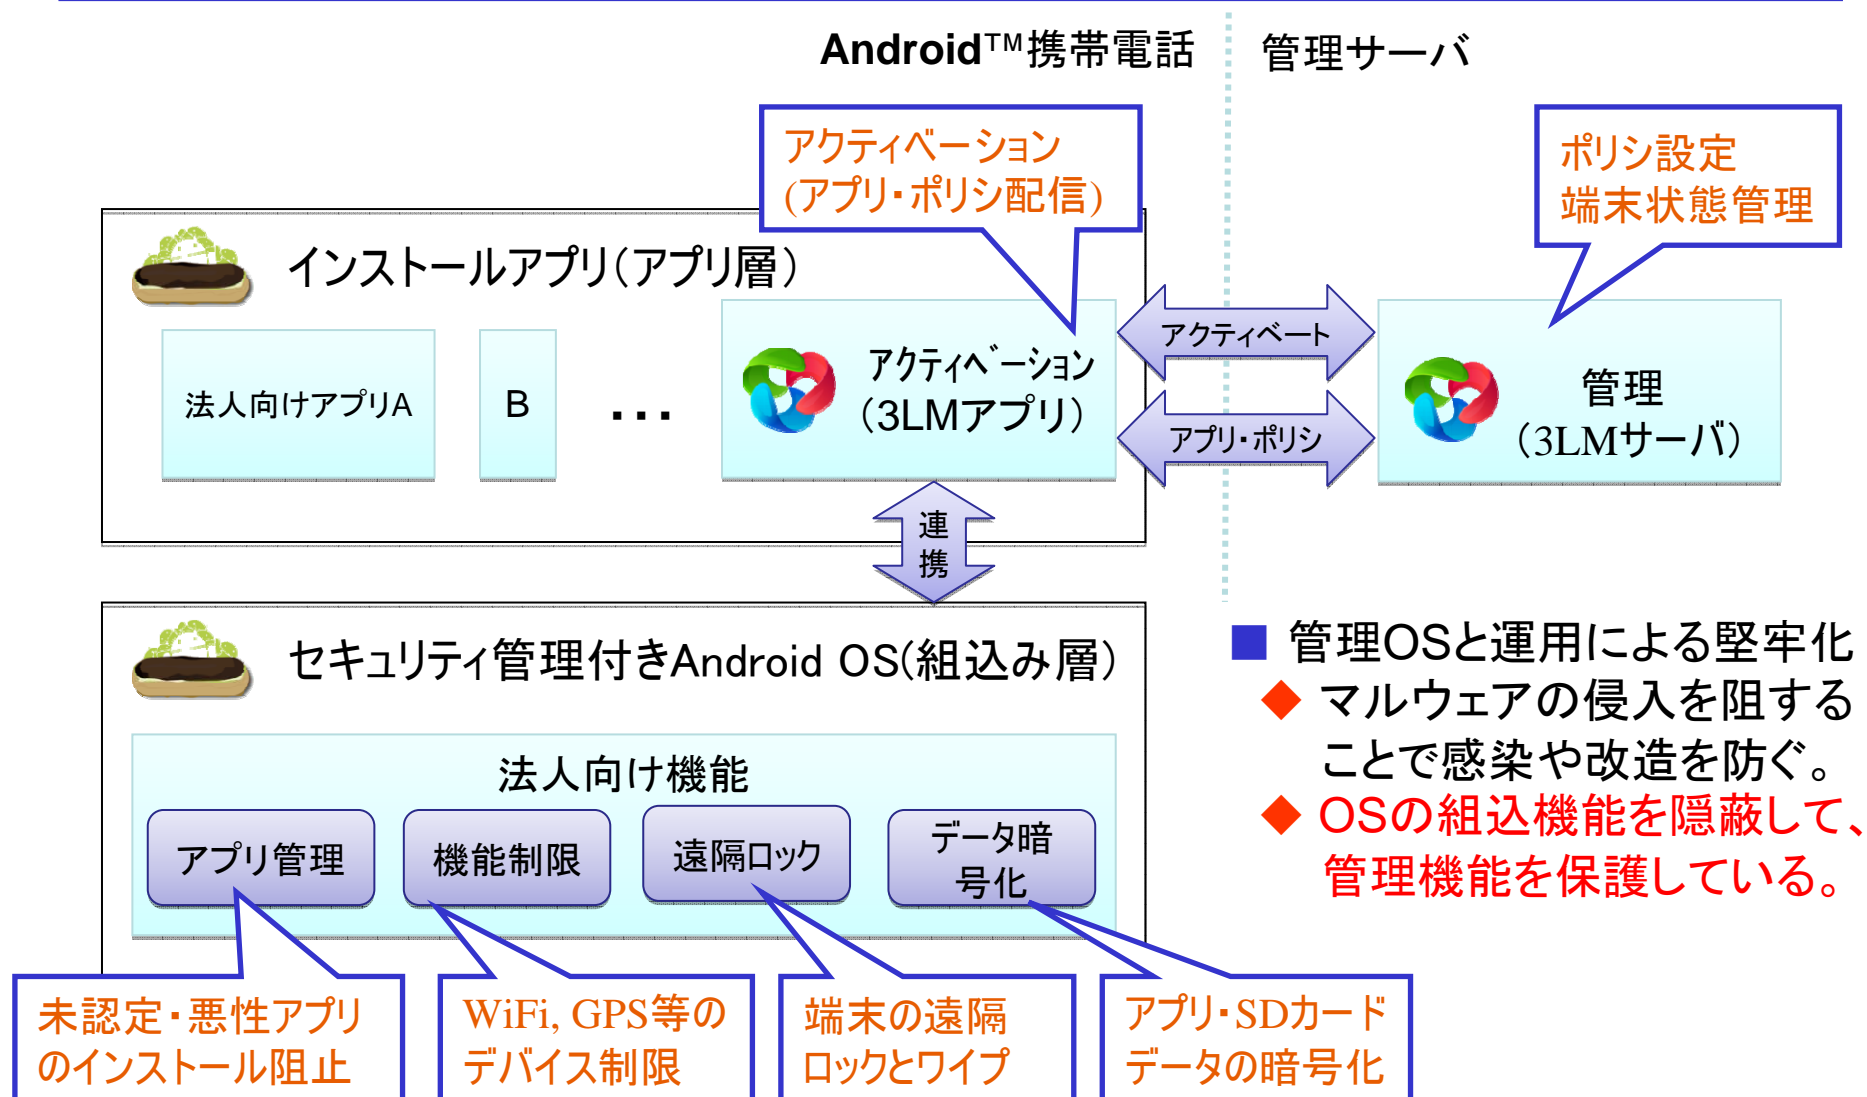 Android™携帯電話
管理サーバ
アクティベーション
(アプリ・ポリシ配信)
ポリシ設定
端末状態管理
インストールアプリ(アプリ層)
法人向けアプリA
B
...
アクティベーション
(3LMアプリ)
アクティベート
アプリ・ポリシ
管理
(3LMサーバ)
連
携
セキュリティ管理付きAndroid OS(組込み層)
法人向け機能
アプリ管理
機能制限
遠隔ロック
データ暗
号化
未認定・悪性アプリ
のインストール阻止
WiFi, GPS等の
デバイス制限
端末の遠隔
ロックとワイプ
アプリ・SDカード
データの暗号化
■ 管理OSと運用による堅牢化
◆ マルウェアの侵入を阻する
ことで感染や改造を防ぐ。
◆ OSの組込機能を隠蔽して、
管理機能を保護している。